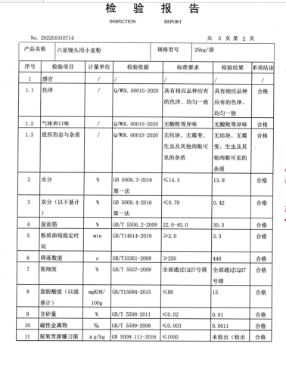 检 验 报 告
INSPECTION REPORT
No. 202201010714 共 5 页 第 2 页
产品名称 六星馒头用小麦粉 规格型号 25kg/袋
序号 检验项目 计量单位 检验依据 标准要求 检验结果 单项结论
1 感官 / / / / /
1.1 色泽 / Q/WDL 0001S-2020 具有相应品种应有的色泽、均匀一致 具有相应品种应有的色泽、均匀一致 合格
1.2 气味和口味 / Q/WDL 0001S-2020 无酸败等异味 无酸败等异味 合格
1.3 组织形态与杂质 / Q/WDL 0001S-2020 无结块、无霉变、生虫及其他肉眼可见的杂质 无结块、无霉变、生虫及其他肉眼可见的杂质 合格
2 水分 % GB 5009.3-2016 第一法 ≤14.5 13.8 合格
3 灰分（以干基计） % GB 5009.4-2016 第一法 ≤0.70 0.42 合格
4 湿面筋 % GB/T 5506.2-2008 22.0-40.0 30.5 合格
5 粉质曲线稳定时间 min GB/T14614-2019 ≥2.0 3.3 合格
6 降落数值 s GB/T10361-2008 ≥250 448 合格
7 粗细度 % GB/T 5507-2008 全部通过CQ27号筛 全部通过CQ27号筛 合格
8 脂肪酸值（以湿基计） mgKOH/100g GB/T15684-2015 ≤80 15 合格
9 含砂量 % GB/T 5508-2011 ≤0.02 0.01 合格
10 磁性金属物 ‰ GB/T 5509-2008 ≤0.003 0.0011 合格
11 脱氧雪腐镰刀菌 μg/kg GB 5009.111-2016 ≤1000 未检出（检出 合格